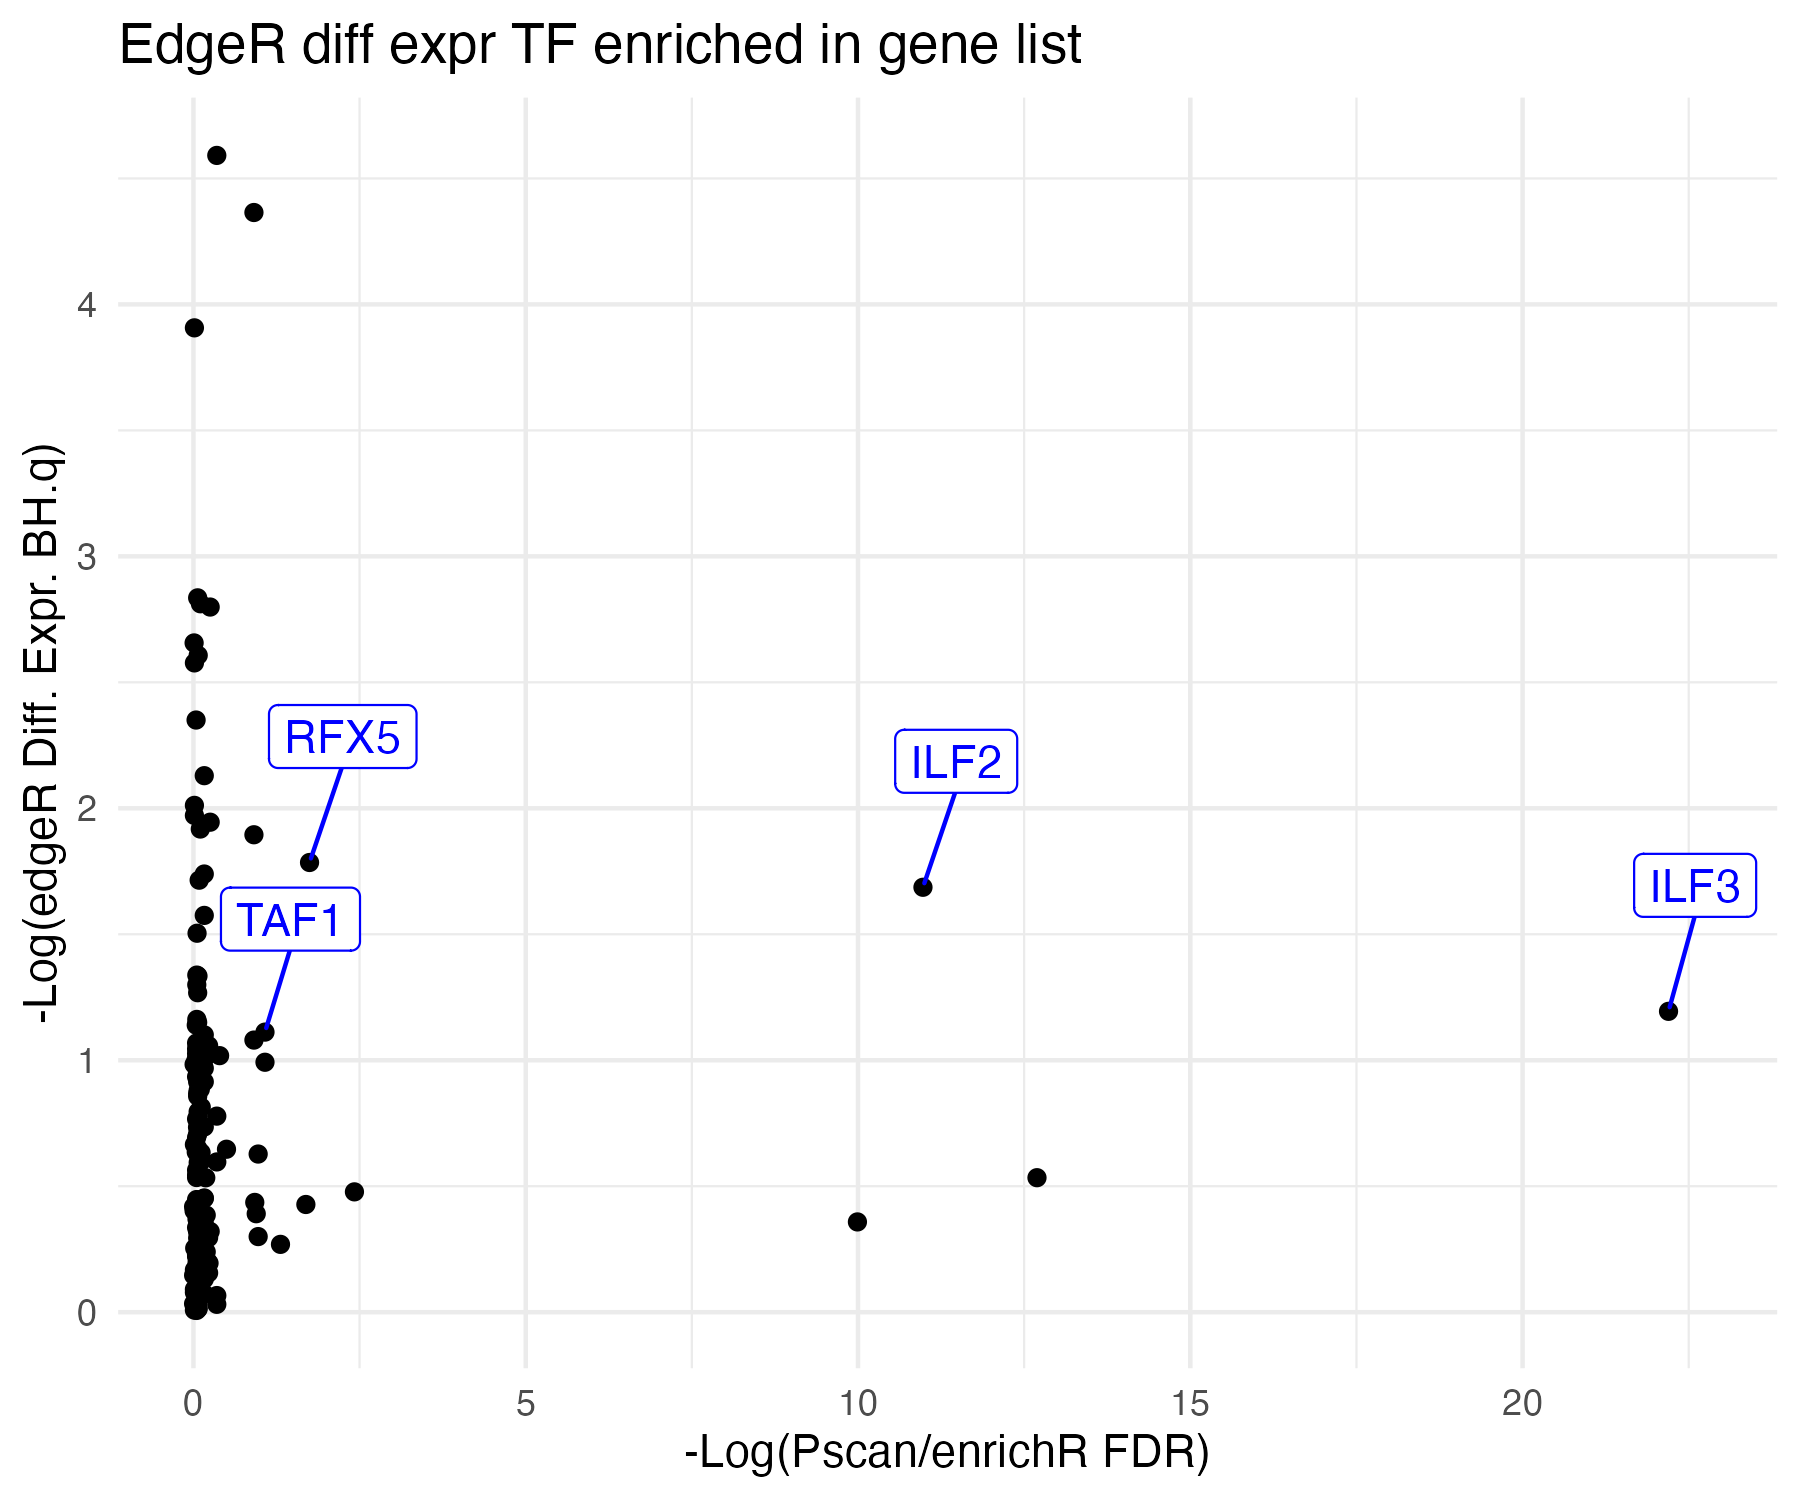 EdgeR diff expr TF enriched in gene list
-Log(edgeR Diff. Expr. BH.q)
4
3
2
1
0
RFX5
ILF2
ILF3
TAF1
0 5 10 15 20
-Log(Pscan/enrichR FDR)